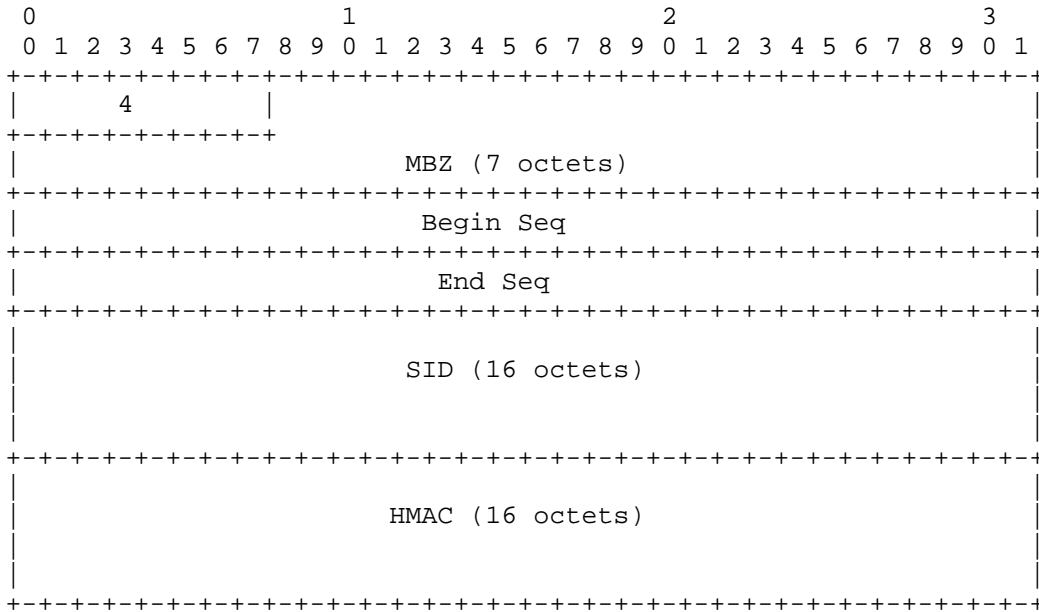 0                   1                   2                   3
 0 1 2 3 4 5 6 7 8 9 0 1 2 3 4 5 6 7 8 9 0 1 2 3 4 5 6 7 8 9 0 1
+-+-+-+-+-+-+-+-+-+-+-+-+-+-+-+-+-+-+-+-+-+-+-+-+-+-+-+-+-+-+-+-+
|      4        |                                               |
+-+-+-+-+-+-+-+-+                                               |
|                        MBZ (7 octets)                         |
+-+-+-+-+-+-+-+-+-+-+-+-+-+-+-+-+-+-+-+-+-+-+-+-+-+-+-+-+-+-+-+-+
|                         Begin Seq                             |
+-+-+-+-+-+-+-+-+-+-+-+-+-+-+-+-+-+-+-+-+-+-+-+-+-+-+-+-+-+-+-+-+
|                          End Seq                              |
+-+-+-+-+-+-+-+-+-+-+-+-+-+-+-+-+-+-+-+-+-+-+-+-+-+-+-+-+-+-+-+-+
|                                                               |
|                        SID (16 octets)                        |
|                                                               |
|                                                               |
+-+-+-+-+-+-+-+-+-+-+-+-+-+-+-+-+-+-+-+-+-+-+-+-+-+-+-+-+-+-+-+-+
|                                                               |
|                       HMAC (16 octets)                        |
|                                                               |
|                                                               |
+-+-+-+-+-+-+-+-+-+-+-+-+-+-+-+-+-+-+-+-+-+-+-+-+-+-+-+-+-+-+-+-+